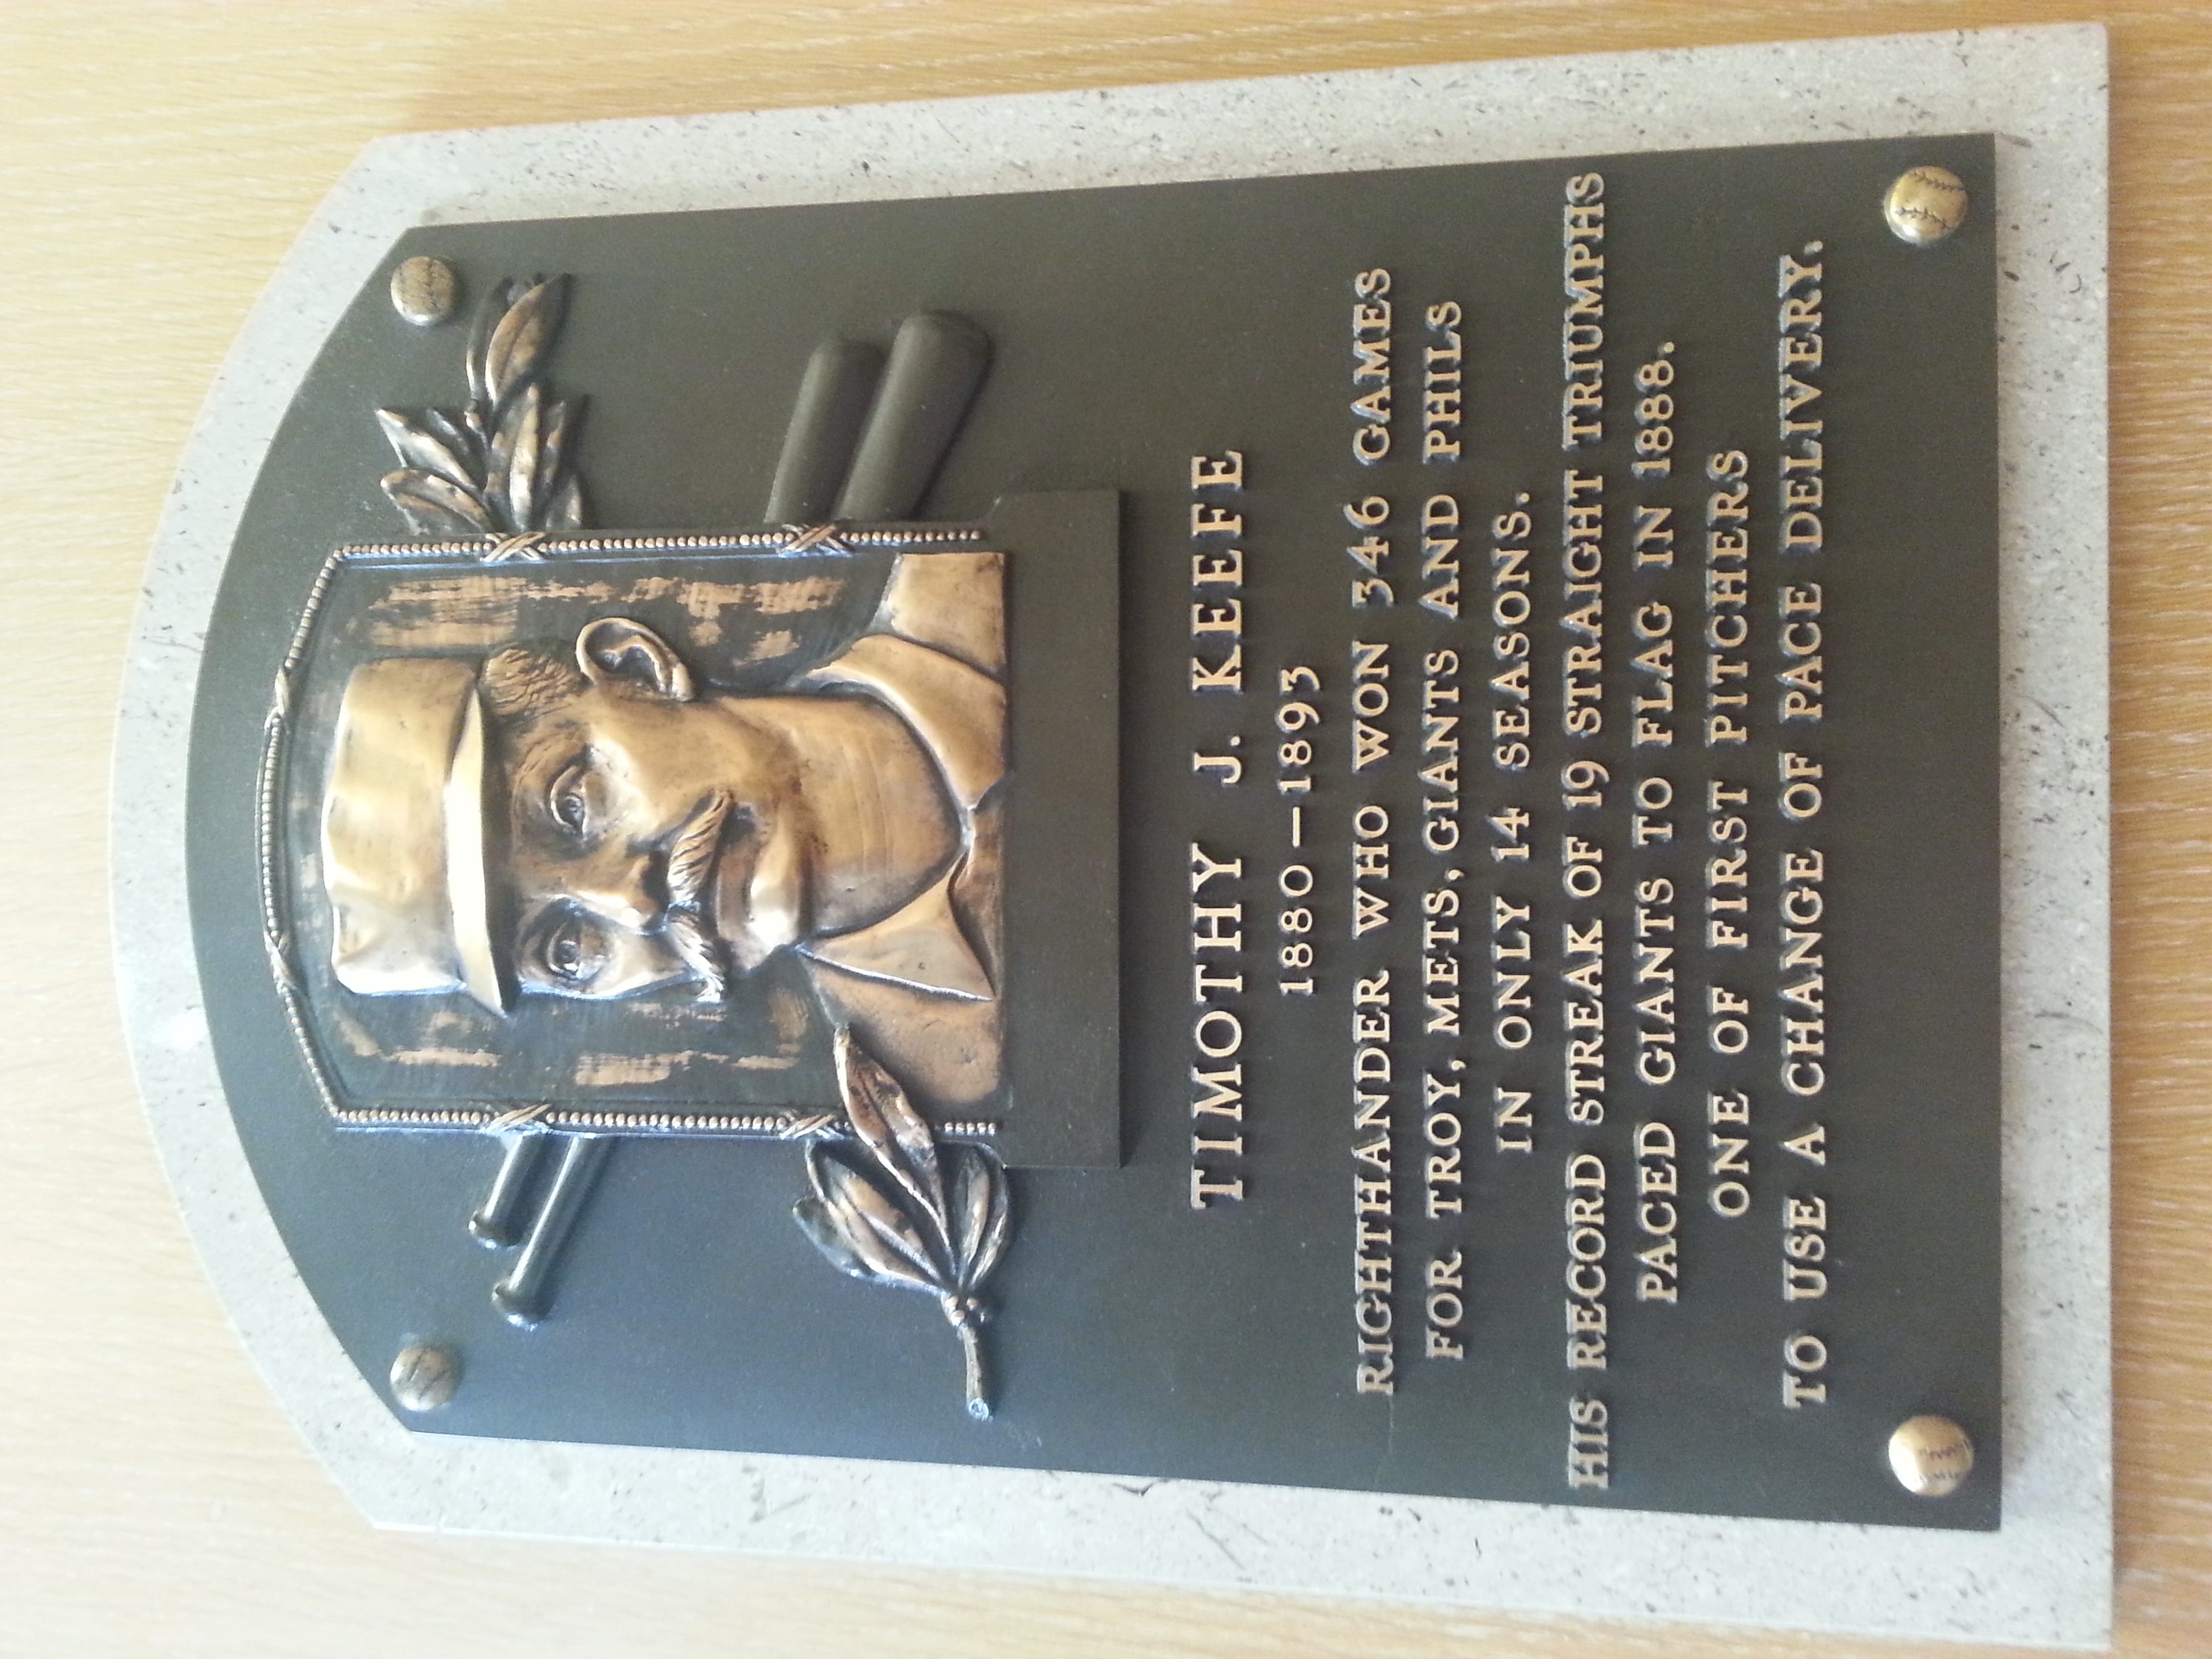 TIMOTHY J. KEEFE
1880—1893
RIGHTHANDER WHO WON 346 GAMES
FOR TROY, METS, GIANTS AND PHILS
IN ONLY 14 SEASONS.
HIS RECORD STREAK OF 19 STRAIGHT TRIUMPHS
PACED GIANTS TO FLAG IN 1888.
ONE OF FIRST PITCHERS
TO USE A CHANGE OF PACE DELIVERY.